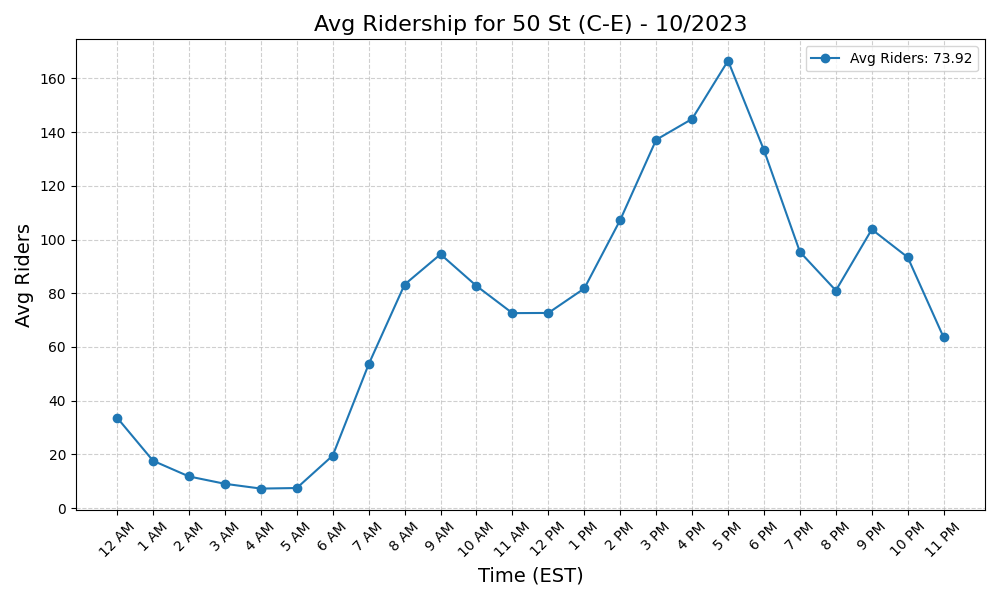 Avg Ridership for 50 St (C-E) - 10/2023
Avg Riders: 73.92
Avg Riders
160
140
120
100
80
60
40
20
0
12 AM
1 AM
2 AM
3 AM
4 AM
5 AM
6 AM
7 AM
8 AM
9 AM
10 AM
11 AM
12 PM
1 PM
2 PM
3 PM
4 PM
5 PM
6 PM
7 PM
8 PM
9 PM
10 PM
11 PM
Time (EST)